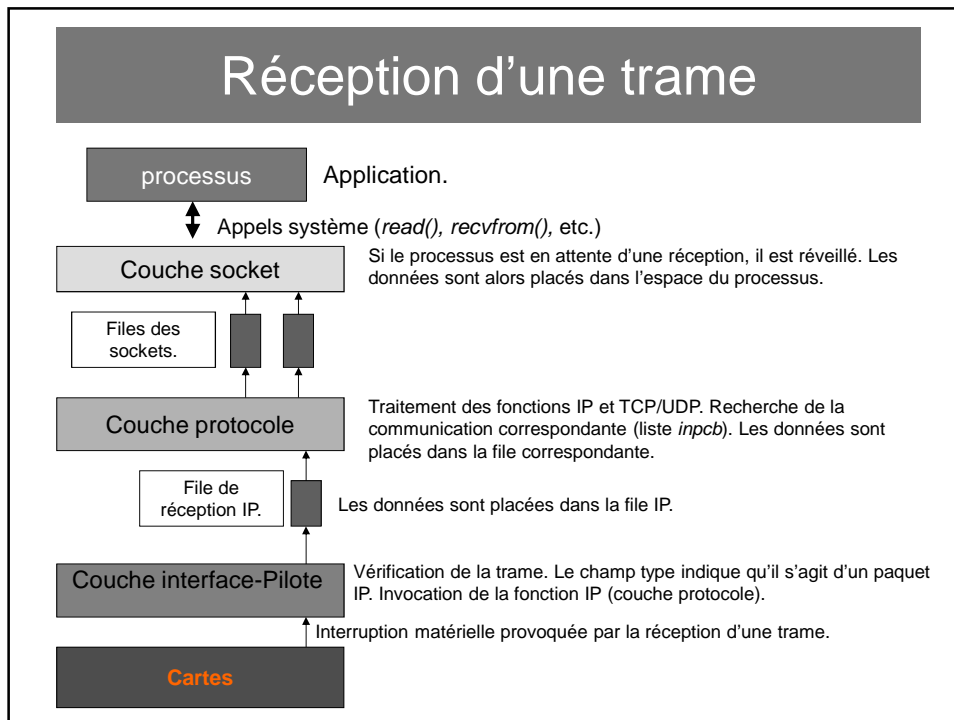 Réception d’une trame
processus
Application.
Appels système (read(), recvfrom(), etc.)
Couche socket
Si le processus est en attente d’une réception, il est réveillé. Les
données sont alors placés dans l’espace du processus.
Files des
sockets.
Couche protocole
Traitement des fonctions IP et TCP/UDP. Recherche de la
communication correspondante (liste inpcb). Les données sont
placés dans la file correspondante.
File de
réception IP.
Les données sont placées dans la file IP.
Couche interface-Pilote
Vérification de la trame. Le champ type indique qu’il s’agit d’un paquet
IP. Invocation de la fonction IP (couche protocole).
Interruption matérielle provoquée par la réception d’une trame.
Cartes